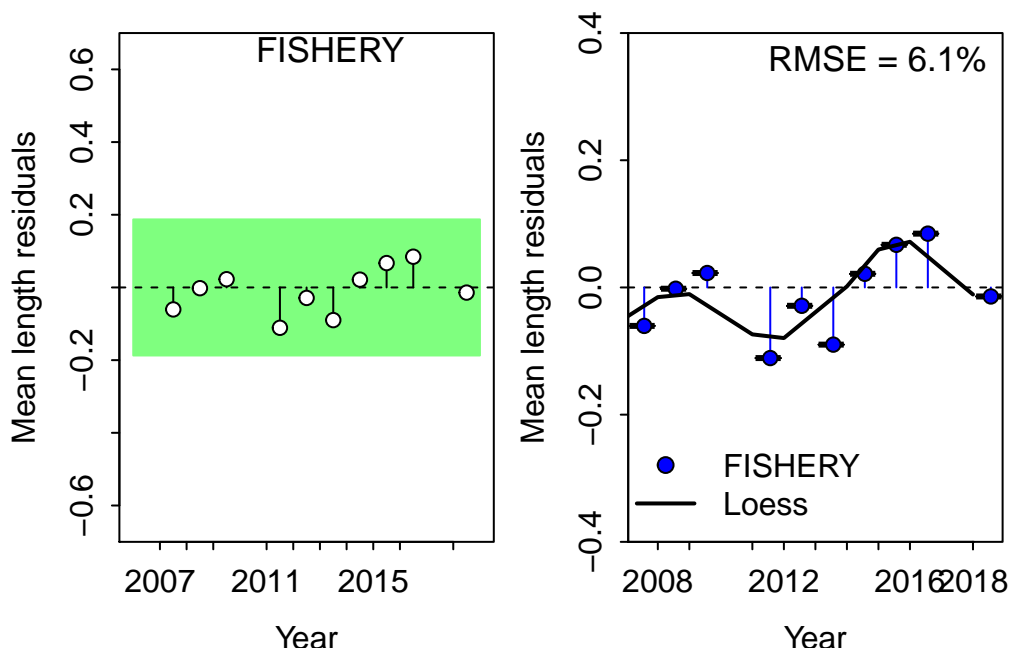 FISHERY
Mean length residuals
0.6
0.4
0.2
−0.2
−0.6
2007 2011 2015
Year
RMSE = 6.1%
Mean length residuals
0.4
0.2
0.0
−0.2
−0.4
FISHERY
Loess
2008 2012 2016 2018
Year